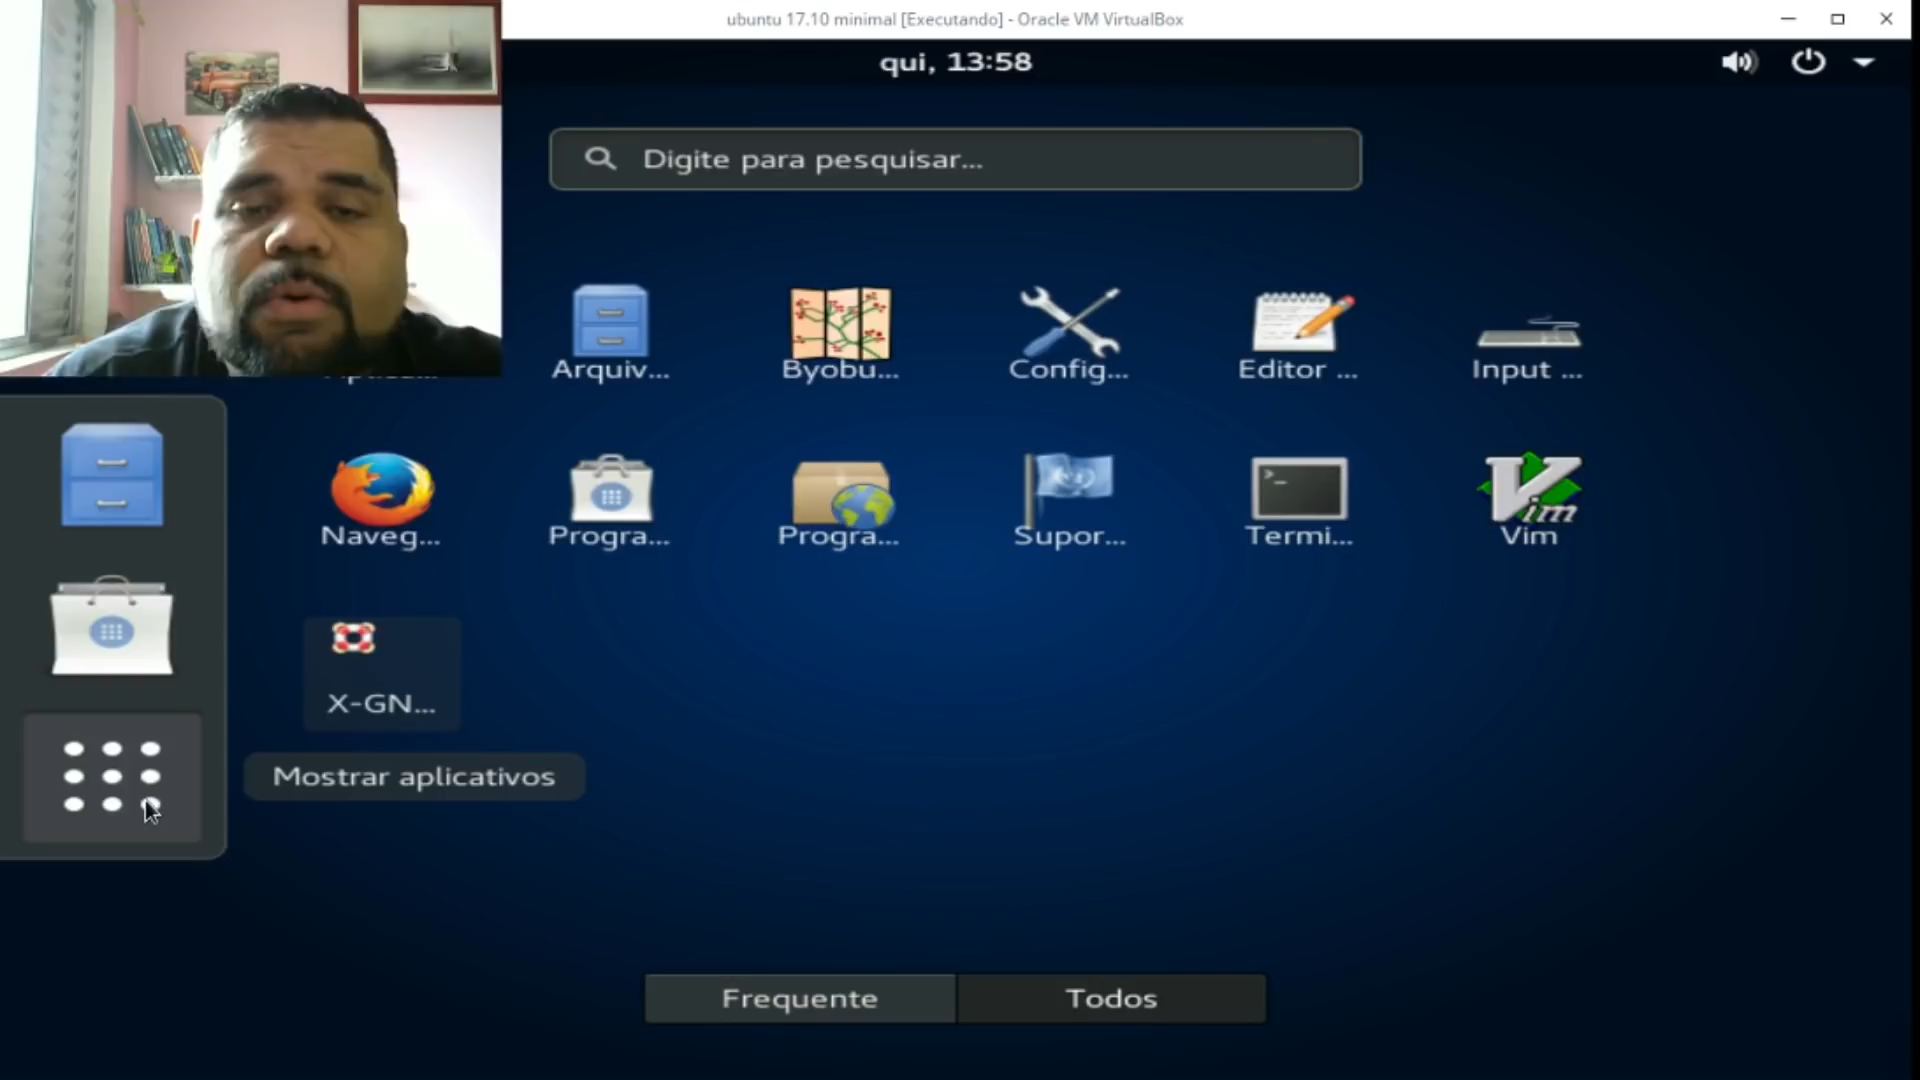 ubuntu 17.10 minimal [Executando] - Oracle VM VirtualBox
qui, 13:58
Digite para pesquisar...
Arquiv...
Byobu...
Config...
Editor ...
Input ...
Naveg...
Progra...
Progra...
Supor...
Termi...
Vim
X-GN...
Mostrar aplicativos
Frequente
Todos